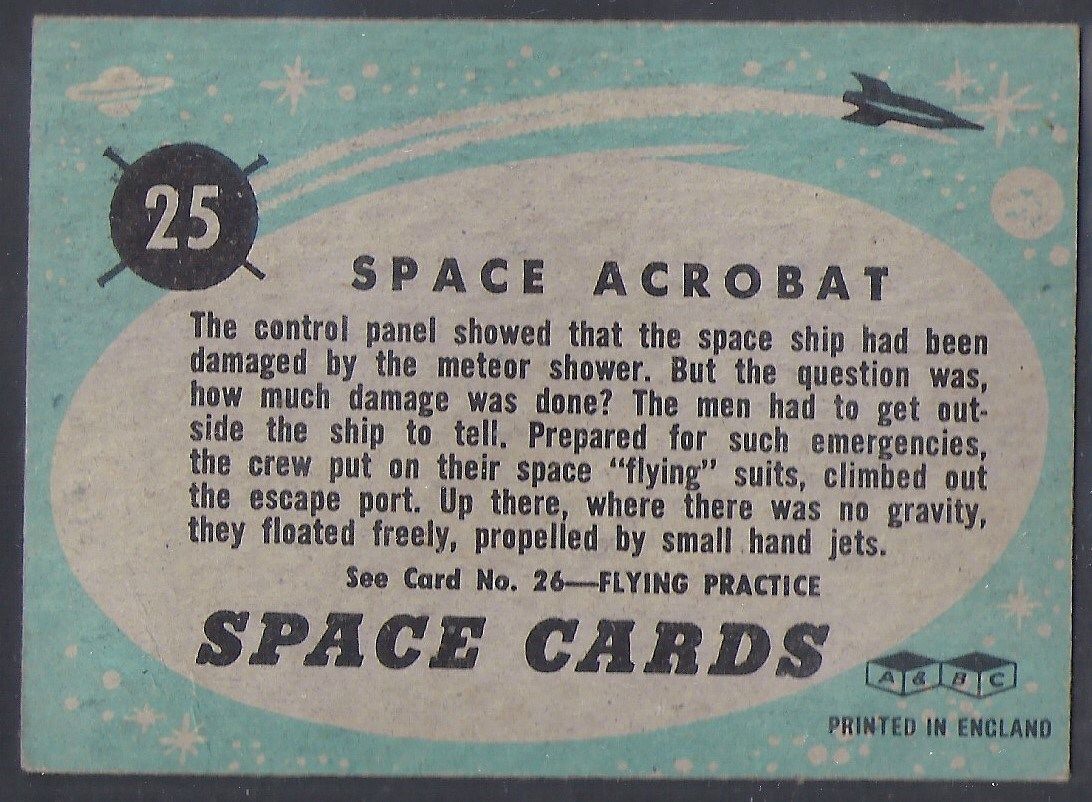 25
SPACE ACROBAT
The control panel showed that the space ship had been
damaged by the meteor shower. But the question was,
how much damage was done? The men had to get out-
side the ship to tell. Prepared for such emergencies,
the crew put on their space "flying" suits, climbed out
the escape port. Up there, where there was no gravity,
they floated freely, propelled by small hand jets.
See Card No. 26—FLYING PRACTICE
SPACE CARDS
A & B C
PRINTED IN ENGLAND